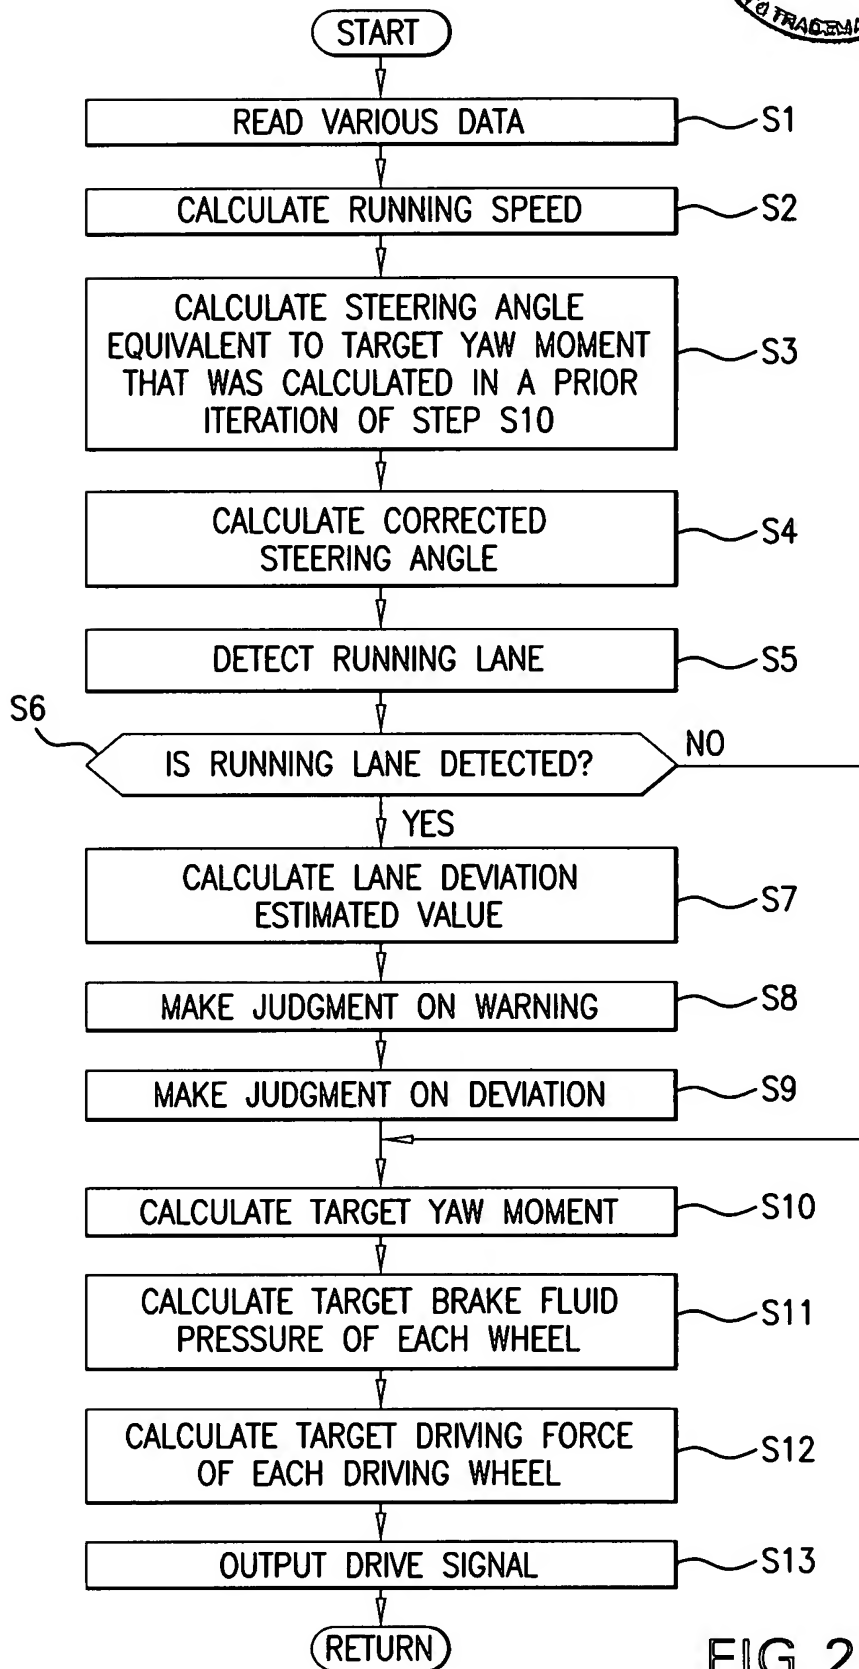 & TRADEMA
START
READ VARIOUS DATA
S1
CALCULATE RUNNING SPEED
S2
CALCULATE STEERING ANGLE
EQUIVALENT TO TARGET YAW MOMENT
THAT WAS CALCULATED IN A PRIOR
ITERATION OF STEP S10
S3
CALCULATE CORRECTED
STEERING ANGLE
S4
DETECT RUNNING LANE
S5
S6
IS RUNNING LANE DETECTED?
NO
YES
CALCULATE LANE DEVIATION
ESTIMATED VALUE
S7
MAKE JUDGMENT ON WARNING
S8
MAKE JUDGMENT ON DEVIATION
S9
CALCULATE TARGET YAW MOMENT
S10
CALCULATE TARGET BRAKE FLUID
PRESSURE OF EACH WHEEL
S11
CALCULATE TARGET DRIVING FORCE
OF EACH DRIVING WHEEL
S12
OUTPUT DRIVE SIGNAL
S13
RETURN
FIG. 2